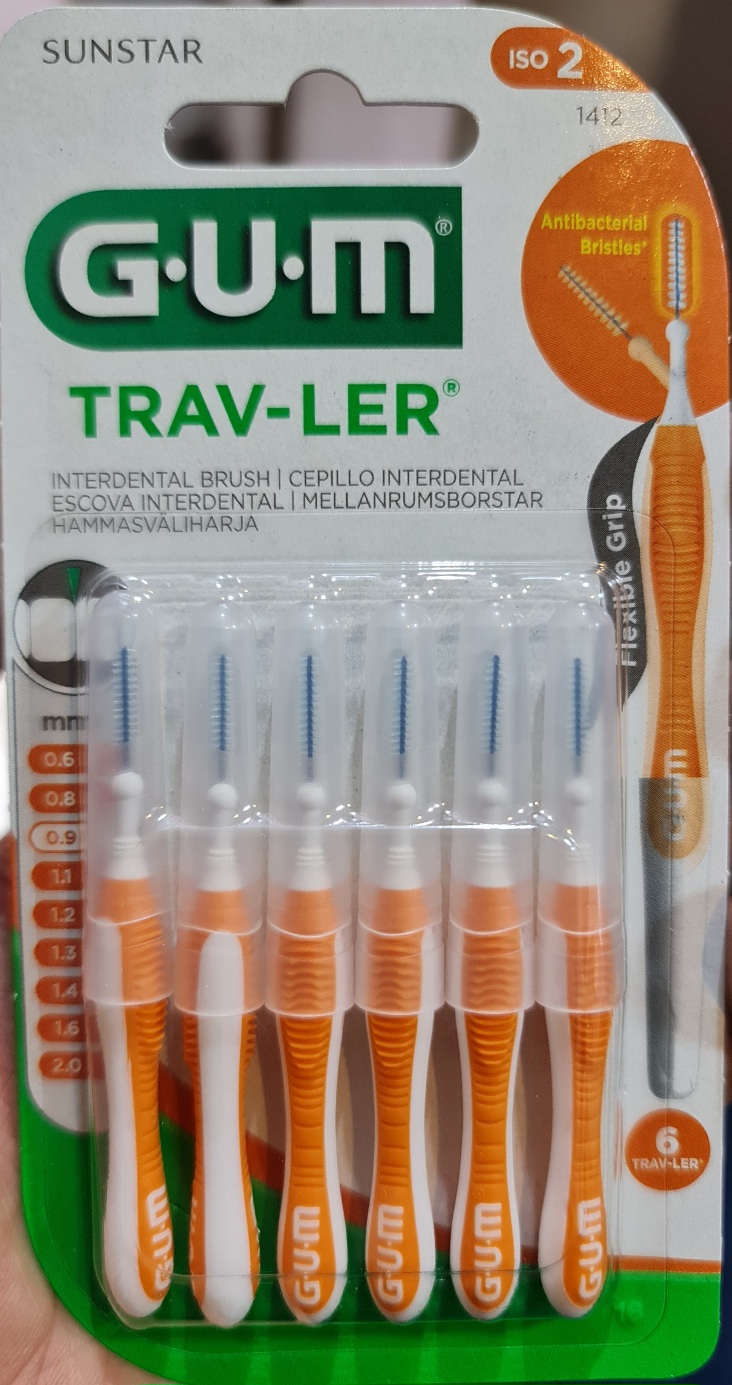 SUNSTAR
ISO 2
1412
G·U·M®
Antibacterial
Bristles*
TRAV-LER®
INTERDENTAL BRUSH | CEPILLO INTERDENTAL
ESCOVA INTERDENTAL | MELLANRUMSBORSTAR
HAMMASVÄLIHARJA
Flexible Grip
mm
0.6
0.8
0.9
1.1
1.2
1.3
1.4
1.6
2.0
G·U·M
6
TRAV-LER®
G·U·M
G·U·M
G·U·M
G·U·M
G·U·M